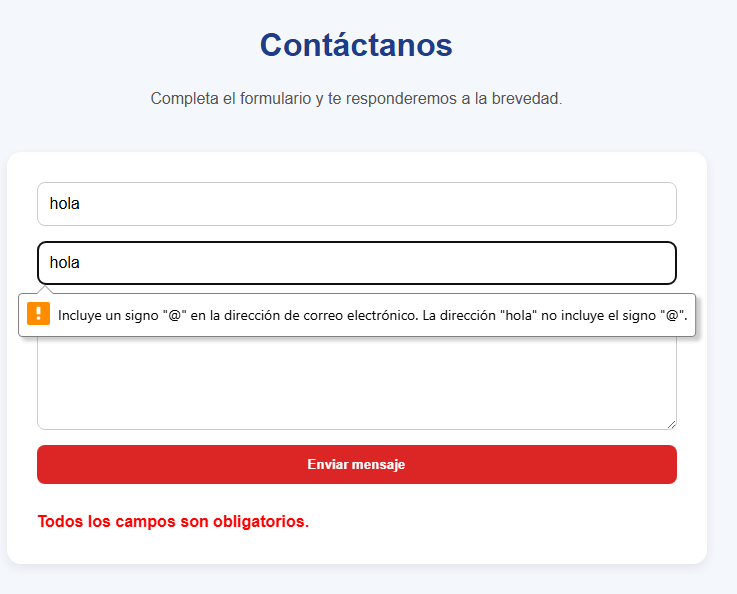 Contáctanos
Completa el formulario y te responderemos a la brevedad.
hola
hola
Incluye un signo "@" en la dirección de correo electrónico. La dirección "hola" no incluye el signo "@".
Enviar mensaje
Todos los campos son obligatorios.